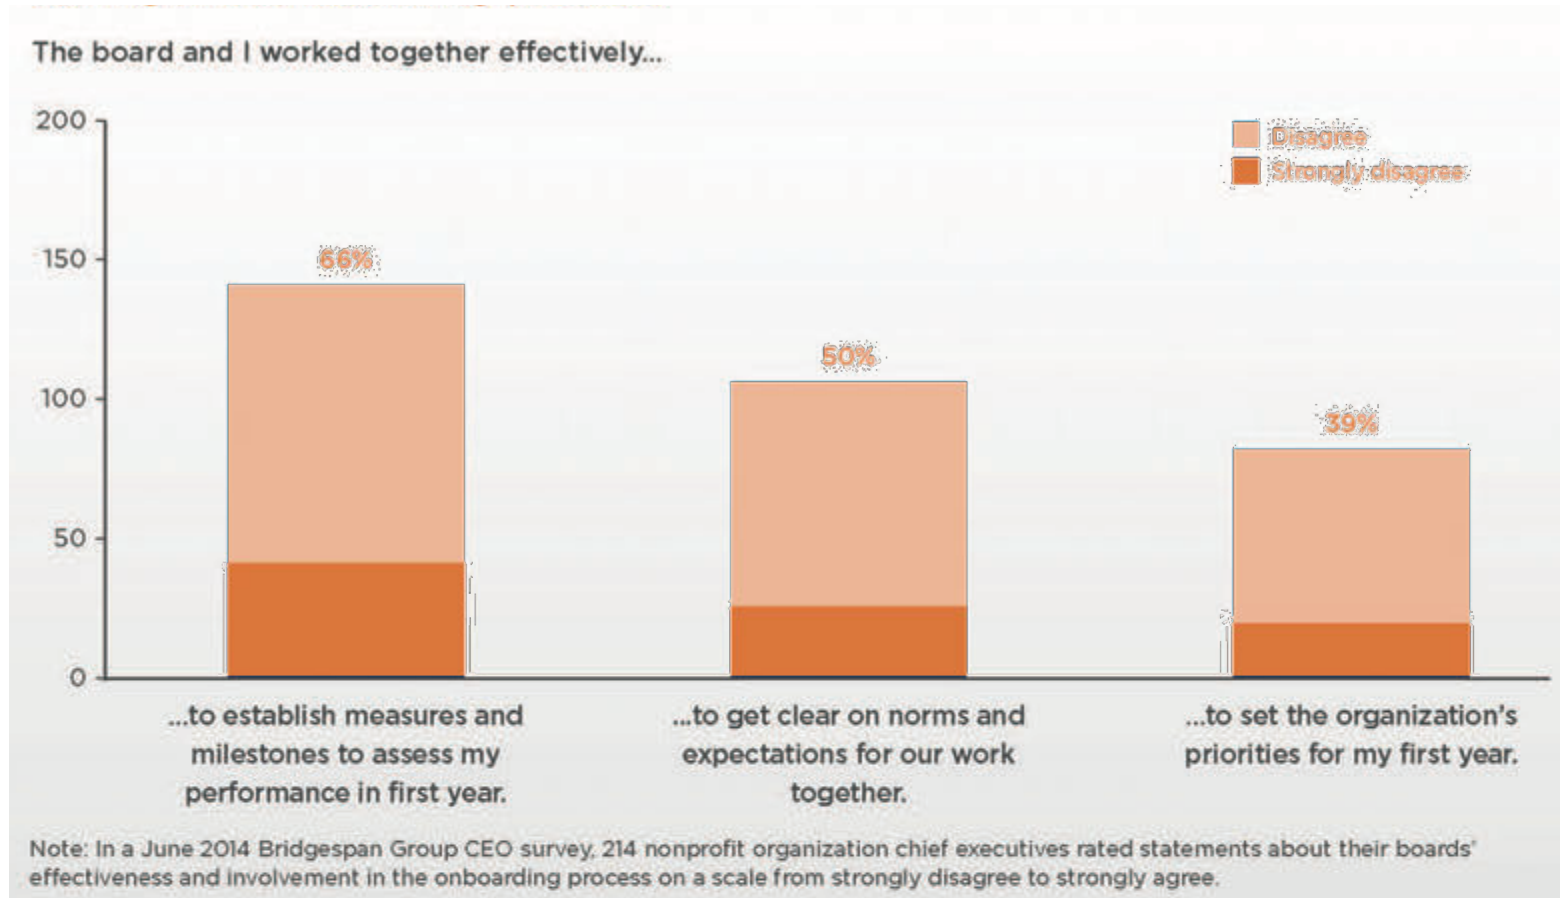 The board and I worked together effectively...
200
Disagree
Strongly disagree
150
66%
50%
100
39%
50
0
...to establish measures and
milestones to assess my
performance in first year.
...to get clear on norms and
expectations for our work
together.
...to set the organization's
priorities for my first year.
Note: In a June 2014 Bridgespan Group CEO survey, 214 nonprofit organization chief executives rated statements about their boards'
effectiveness and involvement in the onboarding process on a scale from strongly disagree to strongly agree.